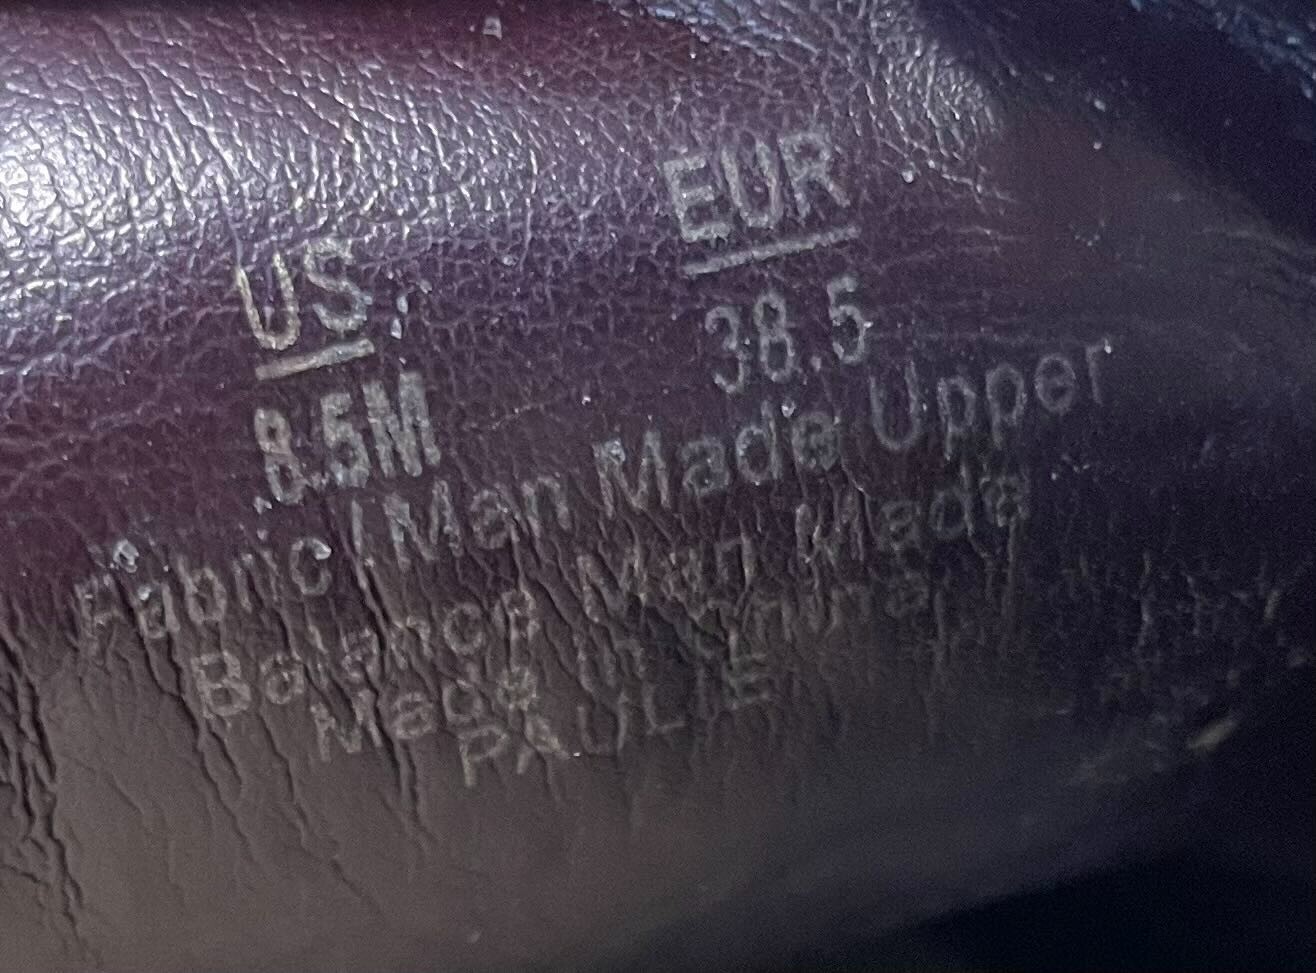 US EUR
8.5M 38.5
Fabric / Man Made Upper
Balance Man Made
Made in China
PAULIE